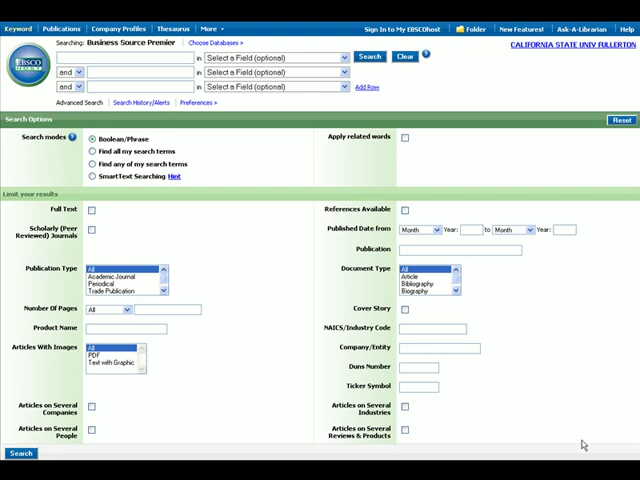 Keyword Publications Company Profiles Thesaurus More Sign In to My EBSCOhost Folder New Features! Ask-A-Librarian Help
Searching: Business Source Premier Choose Databases » CALIFORNIA STATE UNIV FULLERTON
in Select a Field (optional) Search Clear ?
and in Select a Field (optional)
and in Select a Field (optional) Add Row
EBSCO
HOST
Advanced Search Search History/Alerts Preferences »
Search Options Reset
Search modes ? Boolean/Phrase Apply related words
Find all my search terms
Find any of my search terms
SmartText Searching Hint
Limit your results
Full Text References Available
Scholarly (Peer
Reviewed) Journals
Published Date from Month Year: to Month Year:
Publication
Publication Type
All
Academic Journal
Periodical
Trade Publication
Document Type
All
Article
Bibliography
Biography
Number Of Pages All Cover Story
Product Name NAICS/Industry Code
Articles With Images
All
PDF
Text with Graphic
Company/Entity
Duns Number
Ticker Symbol
Articles on Several
Companies
Articles on Several
Industries
Articles on Several
People
Articles on Several
Reviews & Products
Search